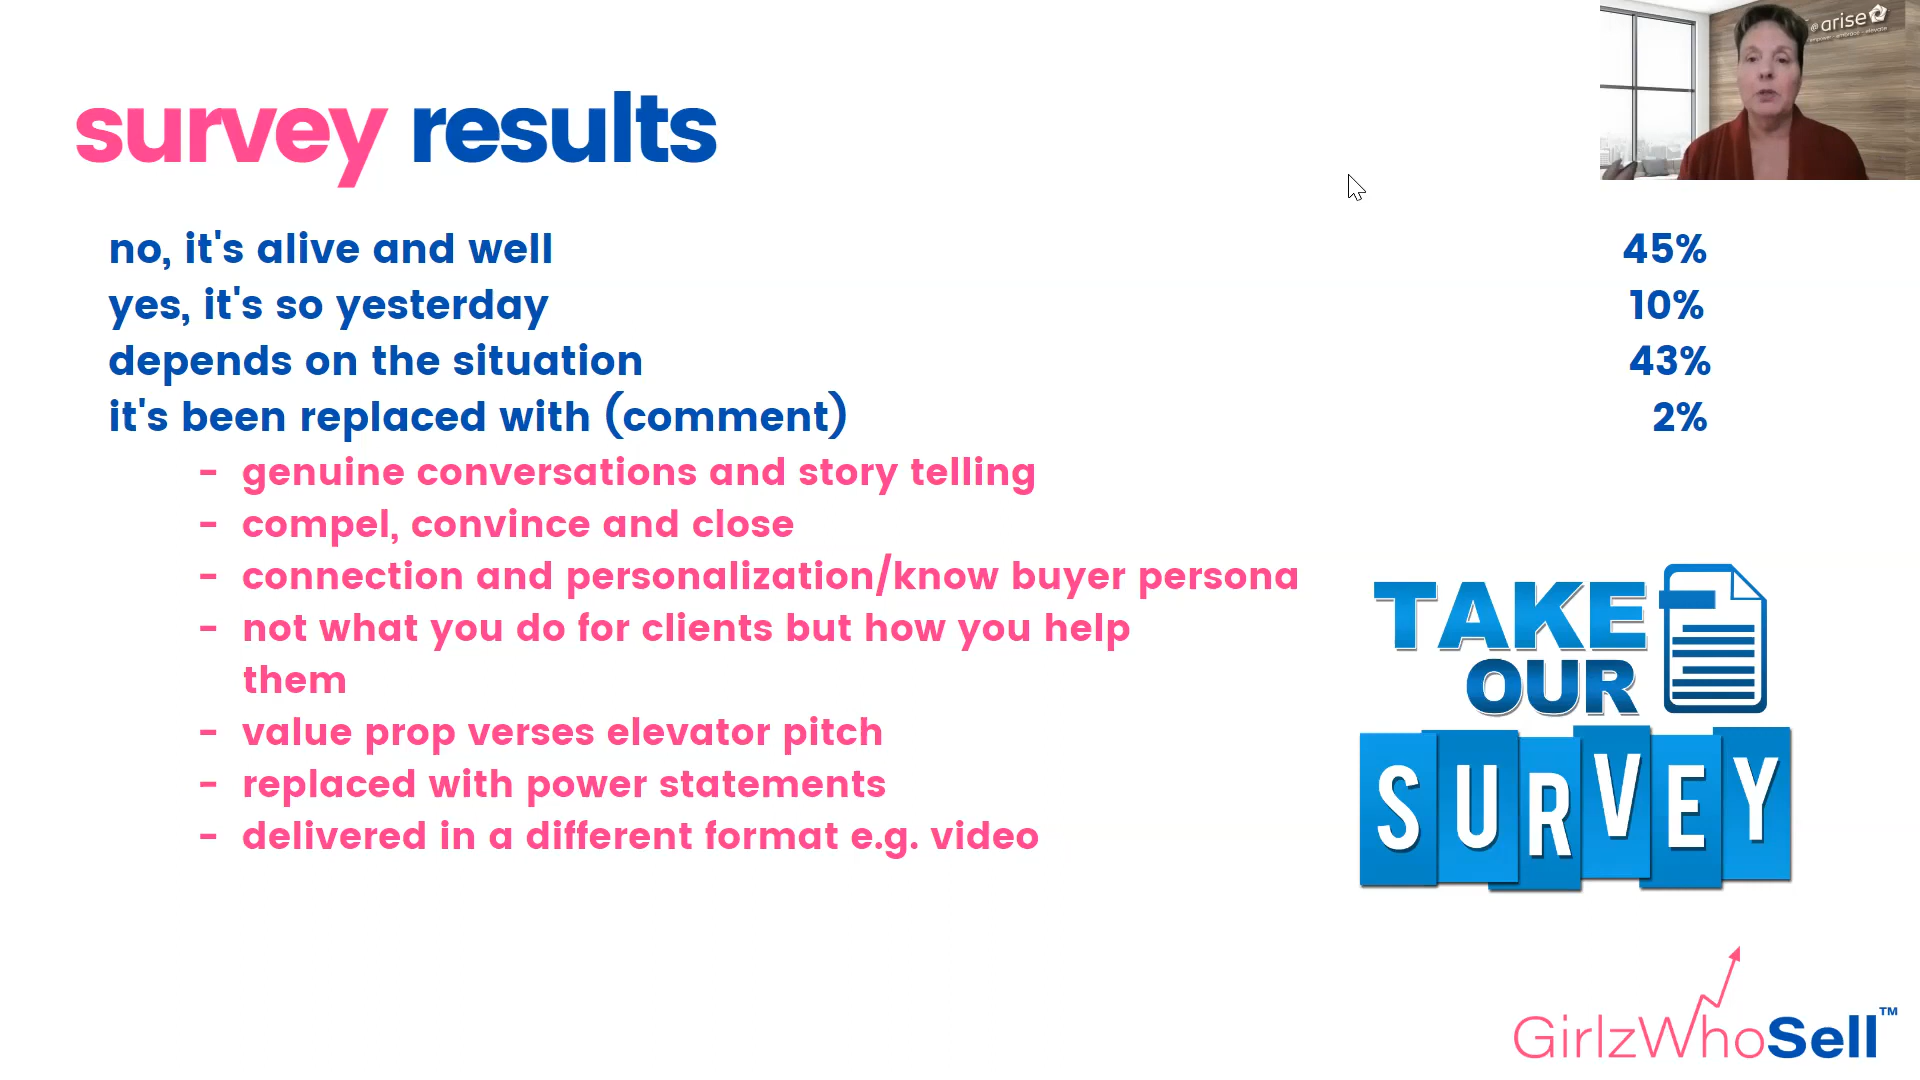 @arise
survey results
no, it's alive and well 45%
yes, it's so yesterday 10%
depends on the situation 43%
it's been replaced with (comment) 2%
- genuine conversations and story telling
- compel, convince and close
- connection and personalization/know buyer persona
- not what you do for clients but how you help
them
- value prop verses elevator pitch
- replaced with power statements
- delivered in a different format e.g. video
TAKE
OUR
SURVEY
GirlzWhoSell™